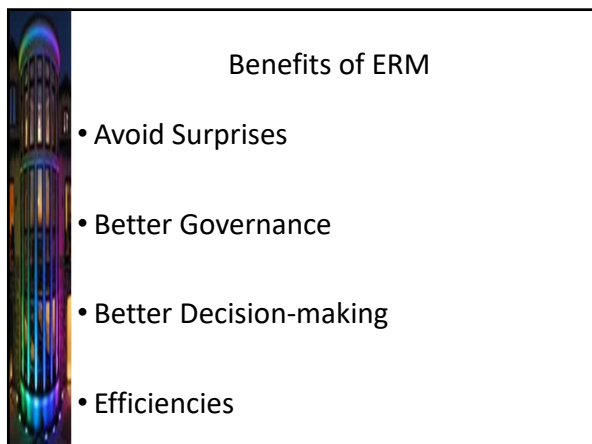 Benefits of ERM
• Avoid Surprises
• Better Governance
• Better Decision-making
• Efficiencies